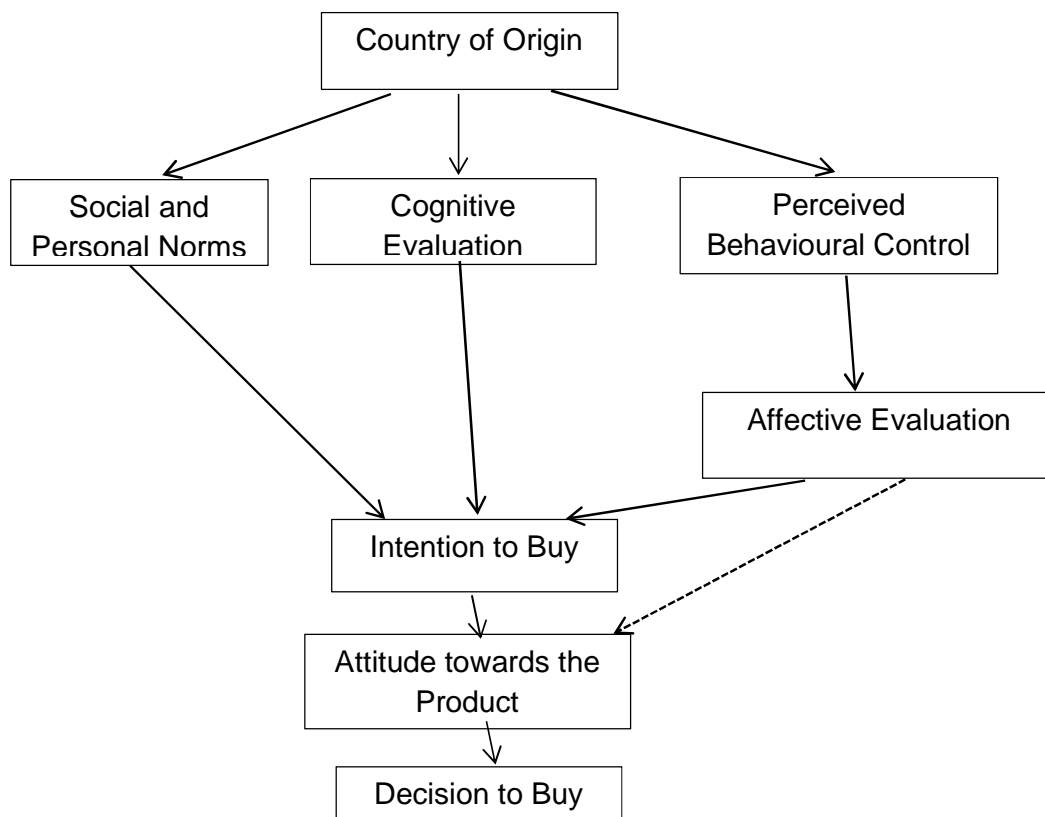 Country of Origin
Social and
Personal Norms
Cognitive
Evaluation
Perceived
Behavioural Control
Affective Evaluation
Intention to Buy
Attitude towards the
Product
Decision to Buy